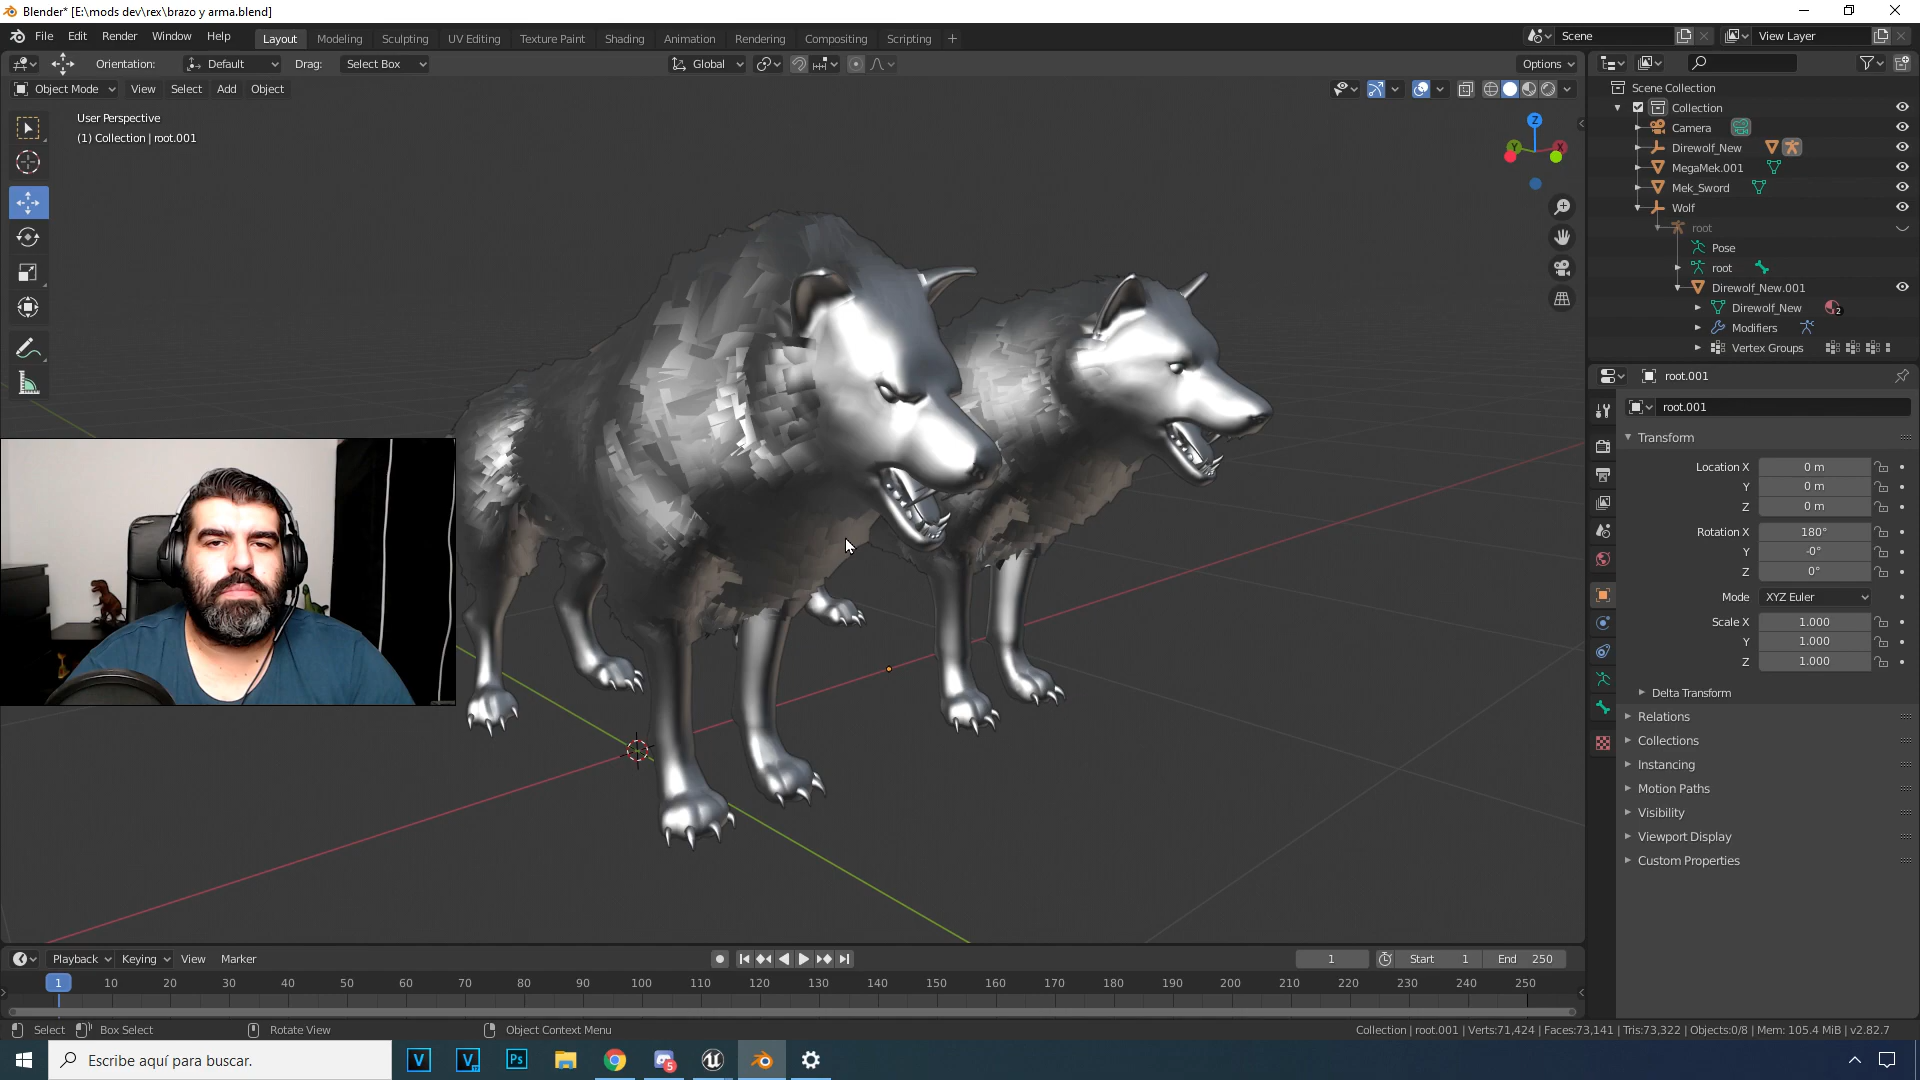 Blender* [E:\mods dev\rex\brazo y arma.blend]
File Edit Render Window Help
Layout Modeling Sculpting UV Editing Texture Paint Shading Animation Rendering Compositing Scripting +
Scene
View Layer
Orientation: Default Drag: Select Box
Global
Options
Object Mode View Select Add Object
User Perspective
(1) Collection | root.001
Z
Y
X
Scene Collection
Collection
Camera
Direwolf_New
MegaMek.001
Mek_Sword
Wolf
root
Pose
root
Direwolf_New.001
Direwolf_New
2
Modifiers
Vertex Groups
root.001
root.001
Transform
Location X 0 m
Y 0 m
Z 0 m
Rotation X 180°
Y -0°
Z 0°
Mode XYZ Euler
Scale X 1.000
Y 1.000
Z 1.000
Delta Transform
Relations
Collections
Instancing
Motion Paths
Visibility
Viewport Display
Custom Properties
Playback Keying View Marker
1
Start 1
End 250
1 10 20 30 40 50 60 70 80 90 100 110 120 130 140 150 160 170 180 190 200 210 220 230 240 250
Select Box Select Rotate View Object Context Menu
Collection | root.001 | Verts:71,424 | Faces:73,141 | Tris:73,322 | Objects:0/8 | Mem: 105.4 MiB | v2.82.7
Escribe aquí para buscar.
V
V
Ps
5